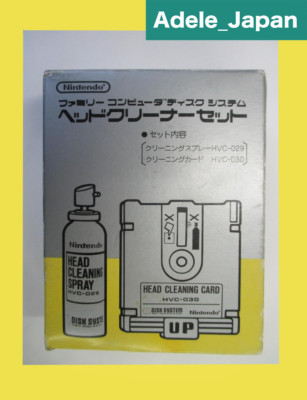 Adele_Japan
Nintendo®
ファミリー コンピュータ ディスク システム
ヘッドクリーナーセット
●セット内容
クリーニングスプレーHVC-029
クリーニングカード HVC-030
Nintendo
HEAD
CLEANING
SPRAY
HVC-029
DISK SYSTEM
HEAD CLEANING CARD
HVC-030
DISK SYSTEM Nintendo®
UP